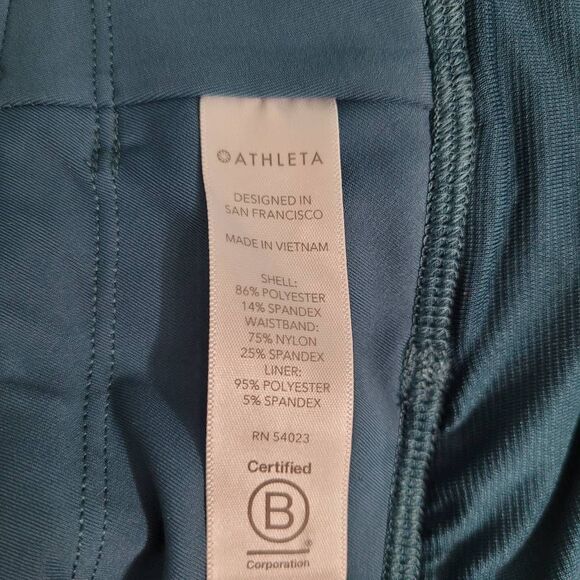 ATHLETA
DESIGNED IN
SAN FRANCISCO
MADE IN VIETNAM
SHELL:
86% POLYESTER
14% SPANDEX
WAISTBAND:
75% NYLON
25% SPANDEX
LINER:
95% POLYESTER
5% SPANDEX
RN 54023
Certified
B
Corporation